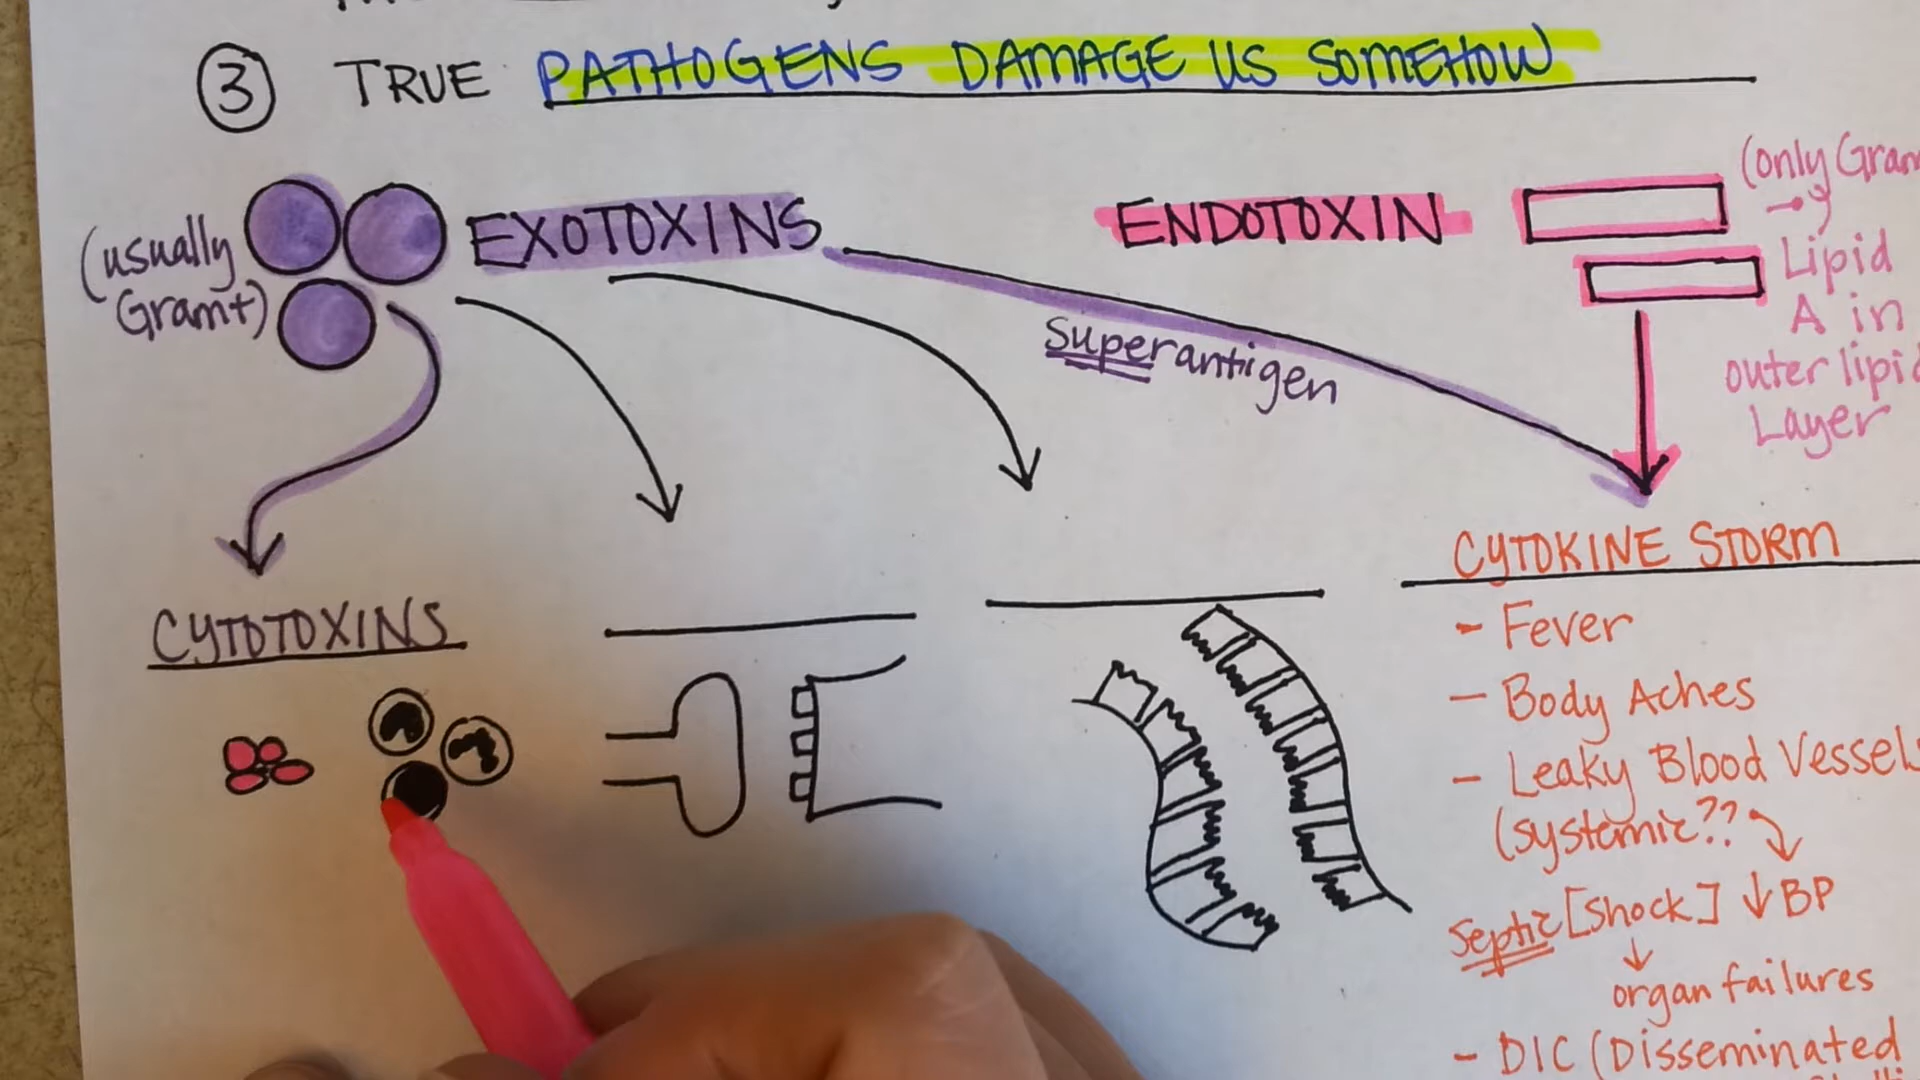 ③ TRUE PATHOGENS DAMAGE US SOMEHOW
(usually
Gram+)
EXOTOXINS
Superantigen
ENDOTOXIN
(only Gram
Lipid
A in
outer lipid
Layer
CYTOTOXINS
CYTOKINE STORM
- Fever
- Body Aches
- Leaky Blood Vessels
(systemic??
Septic [Shock] ↓ BP
↓
organ failures
- DIC (Disseminated